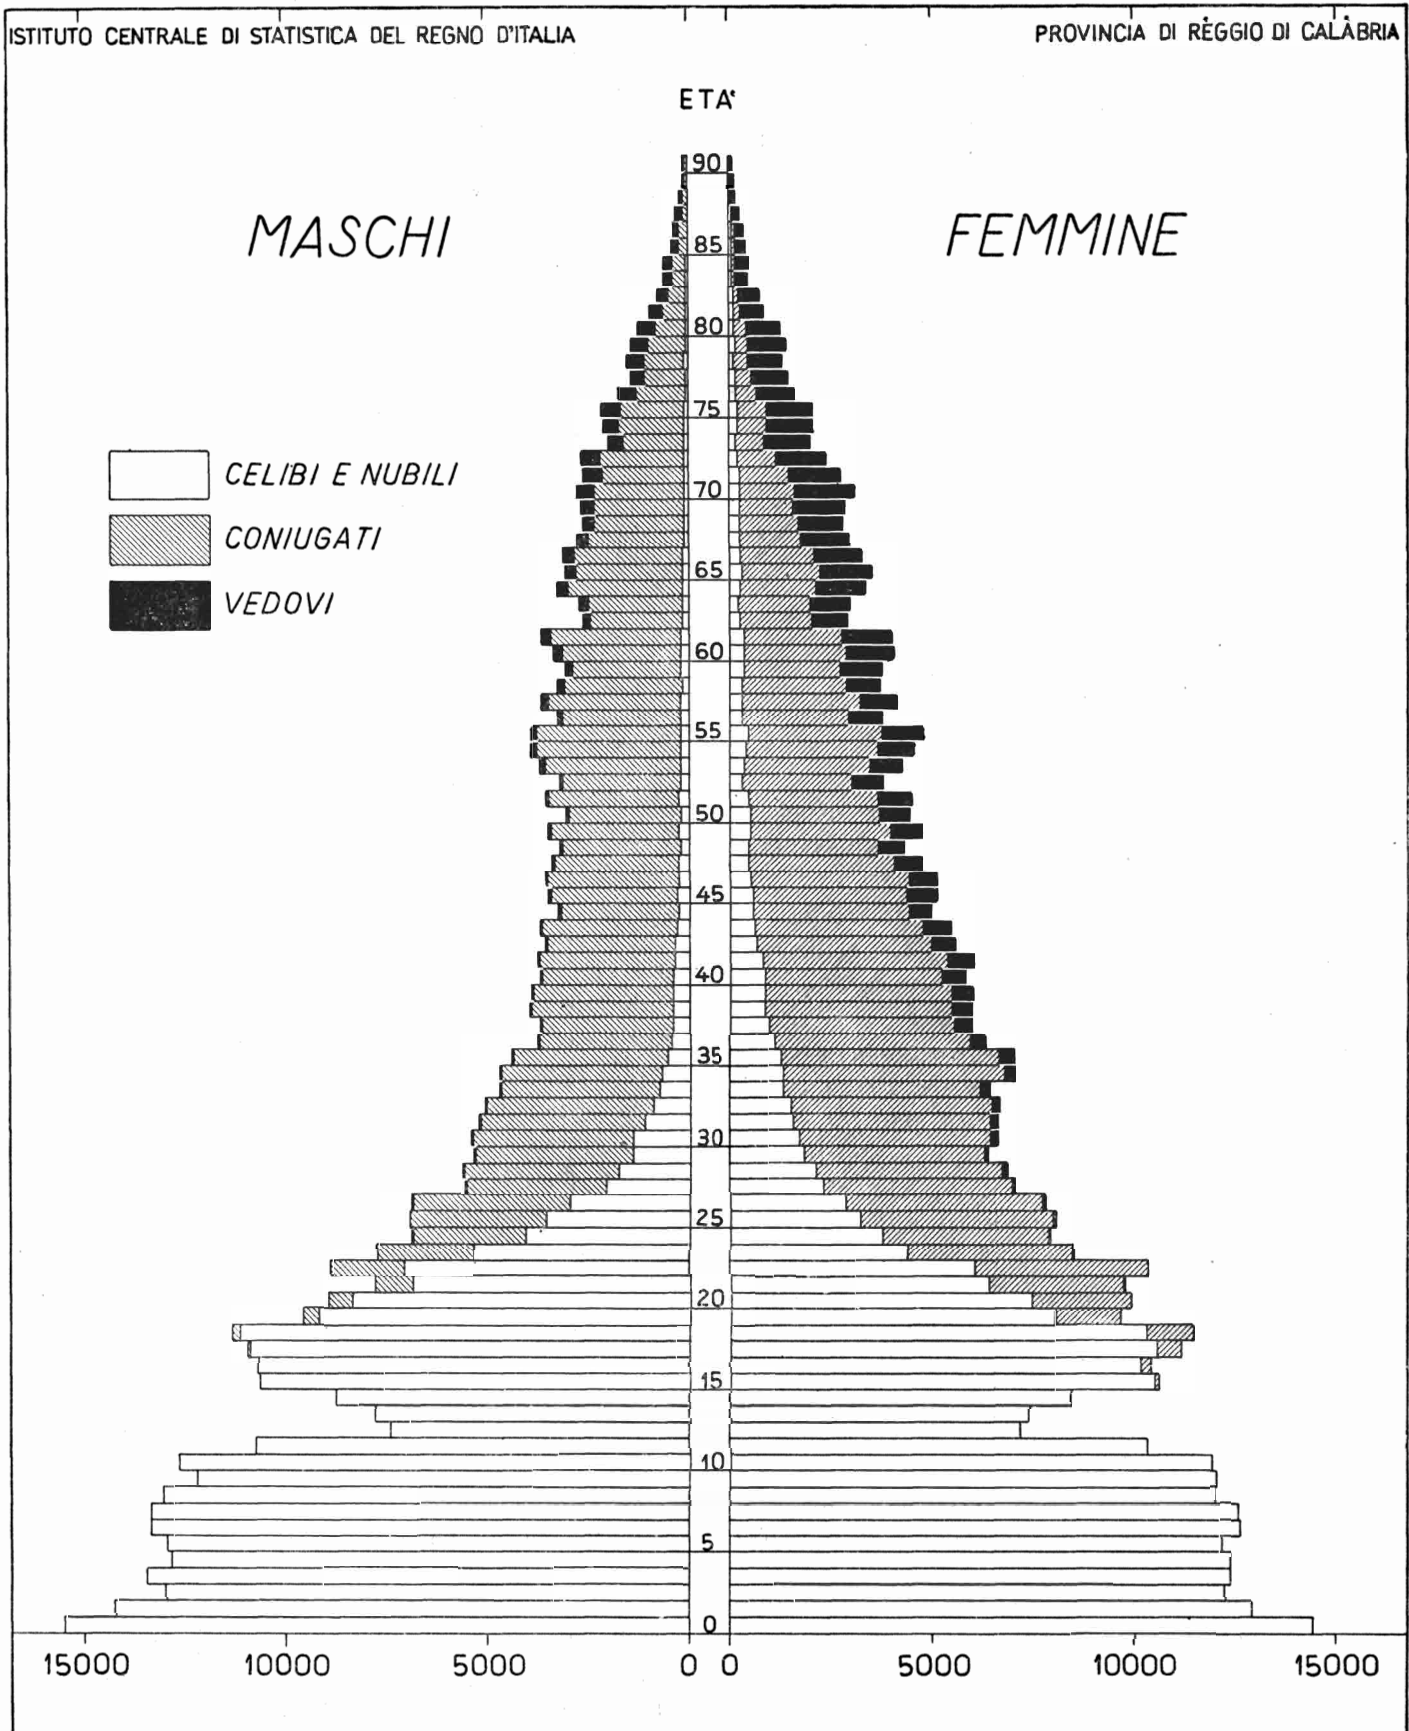 ISTITUTO CENTRALE DI STATISTICA DEL REGNO D'ITALIA
PROVINCIA DI REGGIO DI CALABRIA
ETA'
MASCHI
FEMMINE
CELIBI E NUBILI
CONIUGATI
VEDOVI
90
85
80
75
70
65
60
55
50
45
40
35
30
25
20
15
10
5
0
15000 10000 5000 0 0 5000 10000 15000